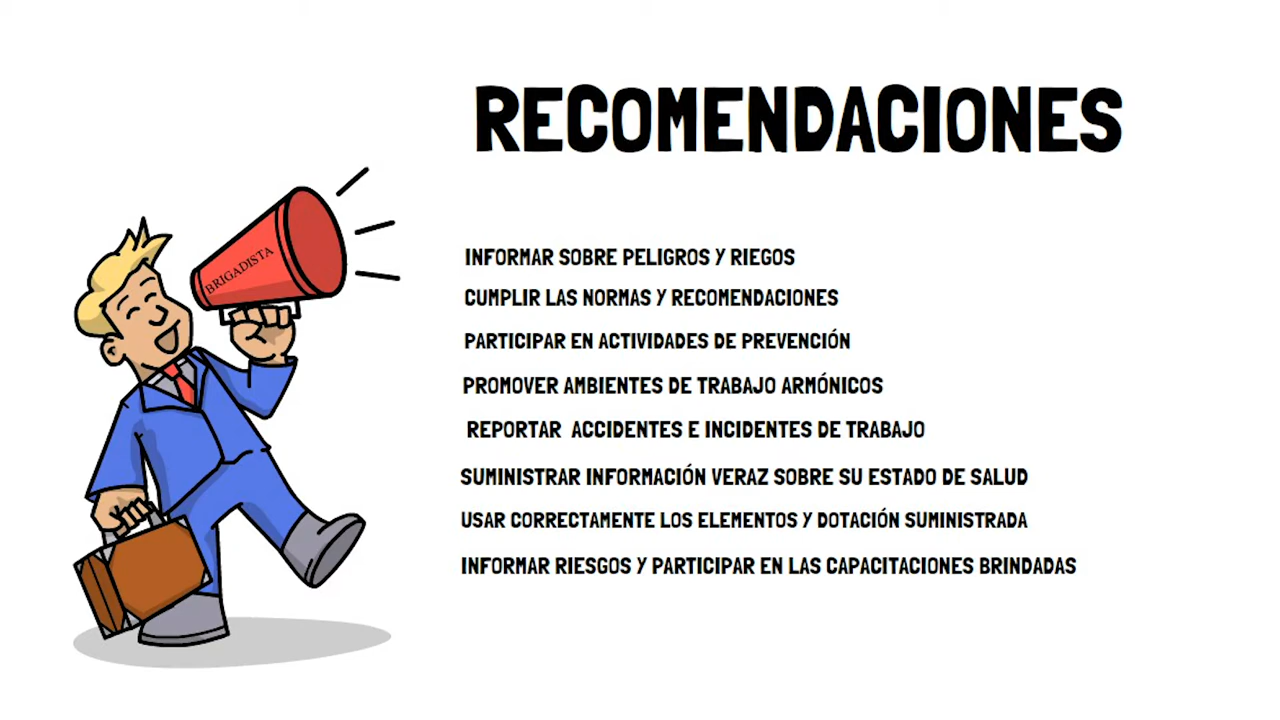 RECOMENDACIONES
BRIGADISTA
INFORMAR SOBRE PELIGROS Y RIEGOS
CUMPLIR LAS NORMAS Y RECOMENDACIONES
PARTICIPAR EN ACTIVIDADES DE PREVENCIÓN
PROMOVER AMBIENTES DE TRABAJO ARMÓNICOS
REPORTAR ACCIDENTES E INCIDENTES DE TRABAJO
SUMINISTRAR INFORMACIÓN VERAZ SOBRE SU ESTADO DE SALUD
USAR CORRECTAMENTE LOS ELEMENTOS Y DOTACIÓN SUMINISTRADA
INFORMAR RIESGOS Y PARTICIPAR EN LAS CAPACITACIONES BRINDADAS